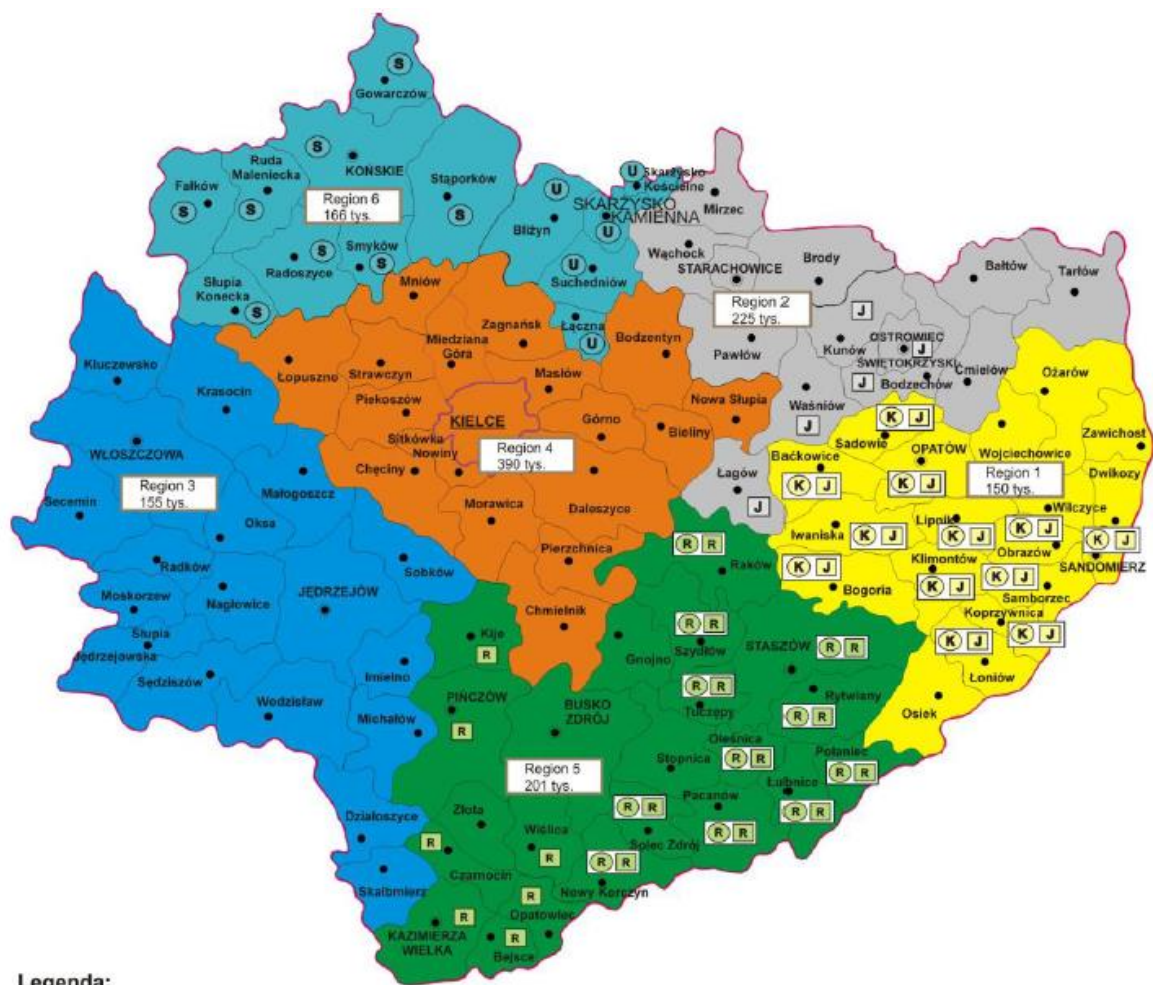 S
Gowarczów
S
KOŃSKIE
Ruda
Maleniecka
S
Fałków
S
Region 6
166 tys.
Stąporków
S
S
Radoszyce
Smyków
S
Słupia
Konecka
S
U
Skarżysko
Kościelne
SKARŻYSKO
KAMIENNA
U
U
Bliżyn
U
Suchedniów
Łączna
U
Mirzec
Wąchock
STARACHOWICE
Brody
Bałtów
Tarłów
Region 2
225 tys.
J
Kunów
OSTROWIEC
J
ŚWIĘTOKRZYSKI
J
Bodzechów
Ćmielów
Pawłów
Waśniów
J
Łagów
J
Mniów
Zagnańsk
Miedziana
Góra
Bodzentyn
Łopuszno
Strawczyn
Masłów
Piekoszów
KIELCE
Górno
Nowa Słupia
Bieliny
Sitkówka
Nowiny
Region 4
390 tys.
Chęciny
Morawica
Daleszyce
Pierzchnica
Chmielnik
Kluczewsko
Krasocin
WŁOSZCZOWA
Region 3
155 tys.
Małogoszcz
Secemin
Oksa
Radków
Sobków
Moskorzew
Nagłowice
JĘDRZEJÓW
Słupia
Jędrzejowska
Sędziszów
Imielno
Wodzisław
Michałów
Działoszyce
Skalbmierz
Ożarów
K J
Sadowie
OPATÓW
K J
Wojciechowice
Zawichost
Baćkowice
K J
Region 1
150 tys.
Dwikozy
Wilczyce
Iwaniska
K J
Lipnik
K J
K J
Obrazów
K J
SANDOMIERZ
K J
Bogoria
Klimontów
K J
K J
Samborzec
Koprzywnica
K J
K J
Łoniów
Osiek
R R
Raków
Kije
R
Gnojno
R R
Szydłów
STASZÓW
R R
PIŃCZÓW
R
BUSKO
ZDRÓJ
R R
Tuczępy
Rytwiany
R R
Region 5
201 tys.
Stopnica
Oleśnica
R R
Połaniec
R R
Łubnice
R R
Pacanów
R R
R R
Solec Zdrój
Złota
Wiślica
R
R
Czarnocin
R R
Nowy Korczyn
R
Opatowiec
R
KAZIMIERZA
WIELKA
R
Bejsce
Legenda: